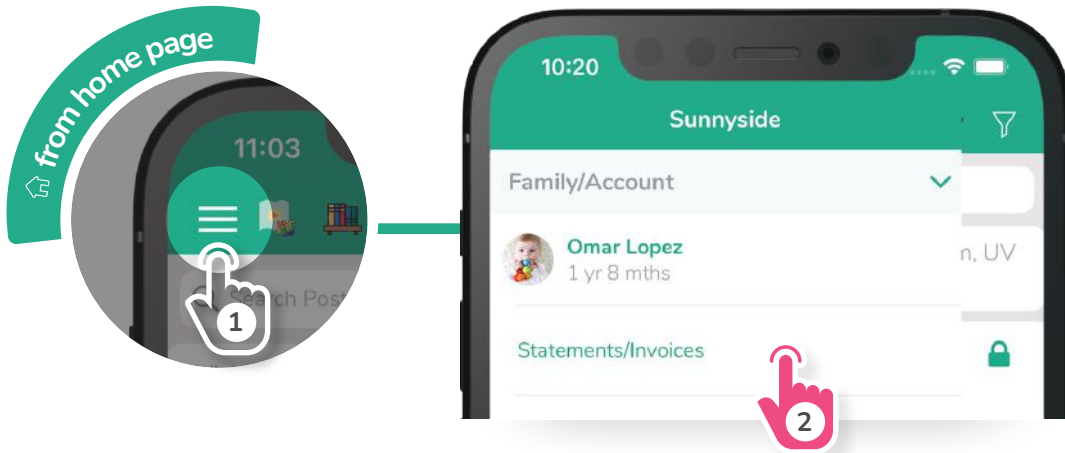 from home page
11:03
Search Post
1
10:20
Sunnyside
Family/Account
Omar Lopez
1 yr 8 mths
n, UV
Statements/Invoices
2